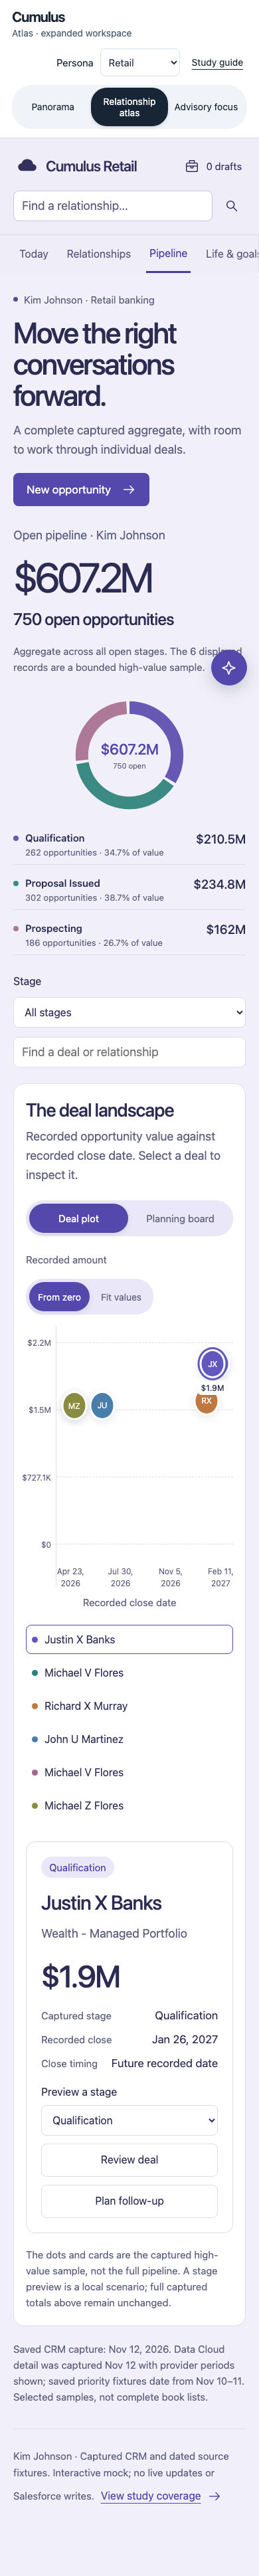 Cumulus
Atlas · expanded workspace
Persona
Retail
Study guide
Panorama
Relationship
atlas
Advisory focus
Cumulus Retail
0 drafts
Find a relationship...
Today
Relationships
Pipeline
Life & goals
Kim Johnson · Retail banking
Move the right
conversations
forward.
A complete captured aggregate, with room
to work through individual deals.
New opportunity
Open pipeline · Kim Johnson
$607.2M
750 open opportunities
Aggregate across all open stages. The 6
records are a bounded high-value sample.
$607.2M
750 open
Qualification
$210.5M
262 opportunities · 34.7% of value
Proposal Issued
$234.8M
302 opportunities · 38.7% of value
Prospecting
$162M
186 opportunities · 26.7% of value
Stage
All stages
Find a deal or relationship
The deal landscape
Recorded opportunity value against
recorded close date. Select a deal to
inspect it.
Deal plot
Planning board
Recorded amount
From zero
Fit values
$2.2M
JX
$1.9M
$1.5M
MZ
JU
RX
$727.1K
$0
Apr 23,
2026
Jul 30,
2026
Nov 5,
2026
Feb 11,
2027
Recorded close date
Justin X Banks
Michael V Flores
Richard X Murray
John U Martinez
Michael V Flores
Michael Z Flores
Qualification
Justin X Banks
Wealth - Managed Portfolio
$1.9M
Captured stage
Qualification
Recorded close
Jan 26, 2027
Close timing
Future recorded date
Preview a stage
Qualification
Review deal
Plan follow-up
The dots and cards are the captured high-
value sample, not the full pipeline. A stage
preview is a local scenario; full captured
totals above remain unchanged.
Saved CRM capture: Nov 12, 2026. Data Cloud
detail was captured Nov 12 with provider periods
shown; saved priority fixtures date from Nov 10–11.
Selected samples, not complete book lists.
Kim Johnson · Captured CRM and dated source
fixtures. Interactive mock; no live updates or
Salesforce writes.
View study coverage